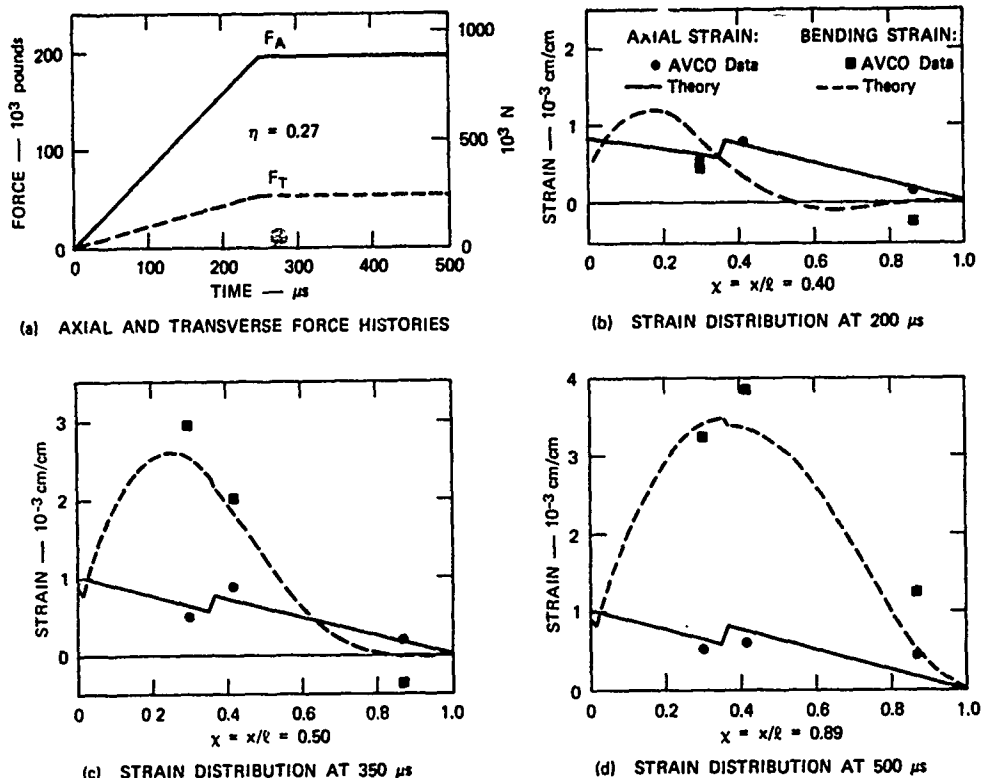 FORCE — 10³ pounds
200
100
0
F_A
η = 0.27
F_T
1000
500
0
10³ N
0 100 200 300 400 500
TIME — μs
(a) AXIAL AND TRANSVERSE FORCE HISTORIES
STRAIN — 10⁻³ cm/cm
2
1
0
AXIAL STRAIN: BENDING STRAIN:
● AVCO Data ■ AVCO Data
Theory Theory
0 0.2 0.4 0.6 0.8 1.0
χ = x/ℓ = 0.40
(b) STRAIN DISTRIBUTION AT 200 μs
STRAIN — 10⁻³ cm/cm
3
2
1
0
0 0 2 0.4 0.6 0.8 1.0
χ = x/ℓ = 0.50
(c) STRAIN DISTRIBUTION AT 350 μs
STRAIN — 10⁻³ cm/cm
4
3
2
1
0
0 0.2 0.4 0.6 0.8 1.0
χ = x/ℓ = 0.89
(d) STRAIN DISTRIBUTION AT 500 μs